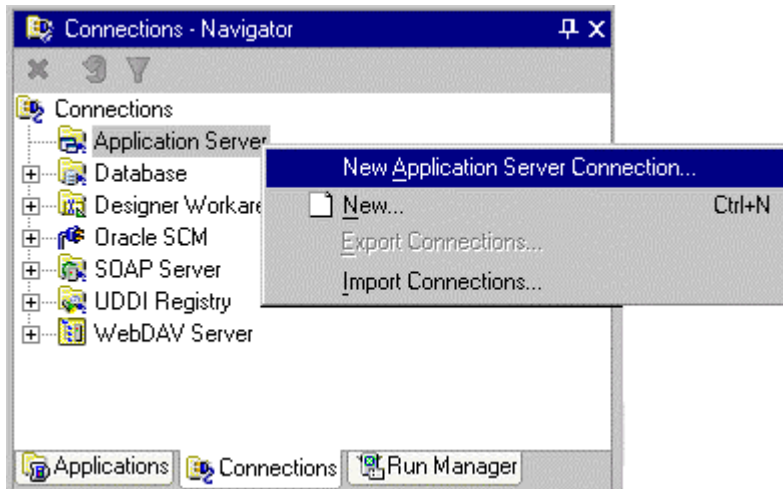 Connections - Navigator
Connections
Application Server
Database
Designer Workare
Oracle SCM
SOAP Server
UDDI Registry
WebDAV Server
New Application Server Connection...
New... Ctrl+N
Export Connections...
Import Connections...
Applications Connections Run Manager